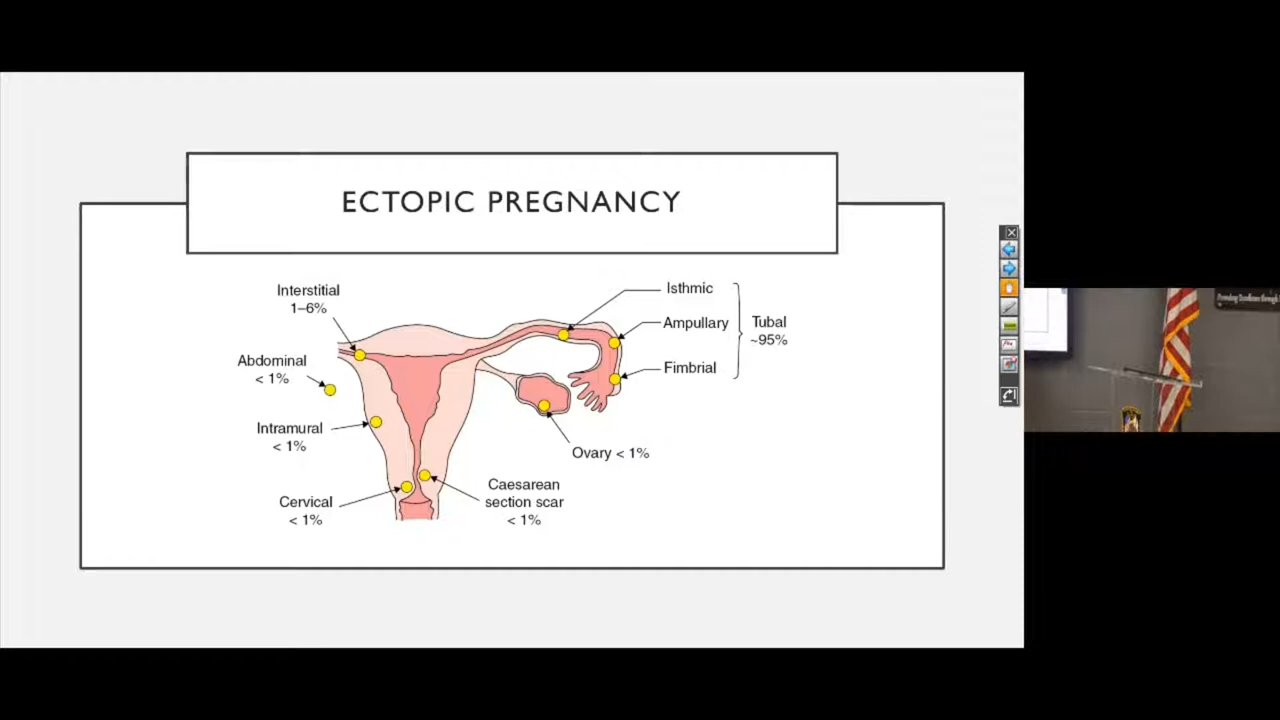 ECTOPIC PREGNANCY
Interstitial
1–6%
Abdominal
< 1%
Intramural
< 1%
Cervical
< 1%
Isthmic
Ampullary
Fimbrial
Tubal
~95%
Ovary < 1%
Caesarean
section scar
< 1%